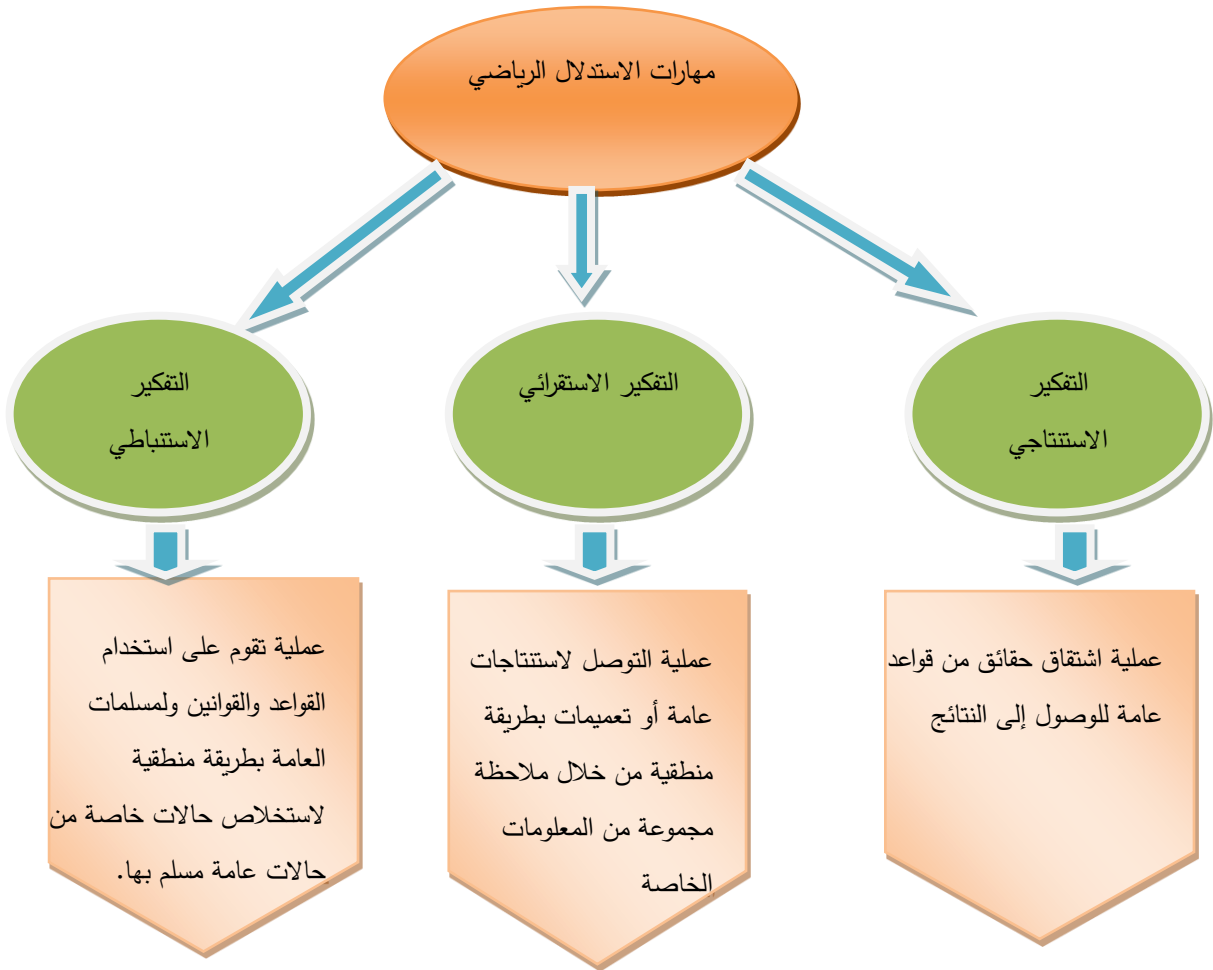 مهارات الاستدلال الرياضي
التفكير
الاستنتاجي
التفكير الاستقرائي
التفكير
الاستنباطي
عملية اشتقاق حقائق من قواعد
عامة للوصول إلى النتائج
عملية التوصل لاستنتاجات
عامة أو تعميمات بطريقة
منطقية من خلال ملاحظة
مجموعة من المعلومات
الخاصة
عملية تقوم على استخدام
القواعد والقوانين ولمسلمات
العامة بطريقة منطقية
لاستخلاص حالات خاصة من
حالات عامة مسلم بها.